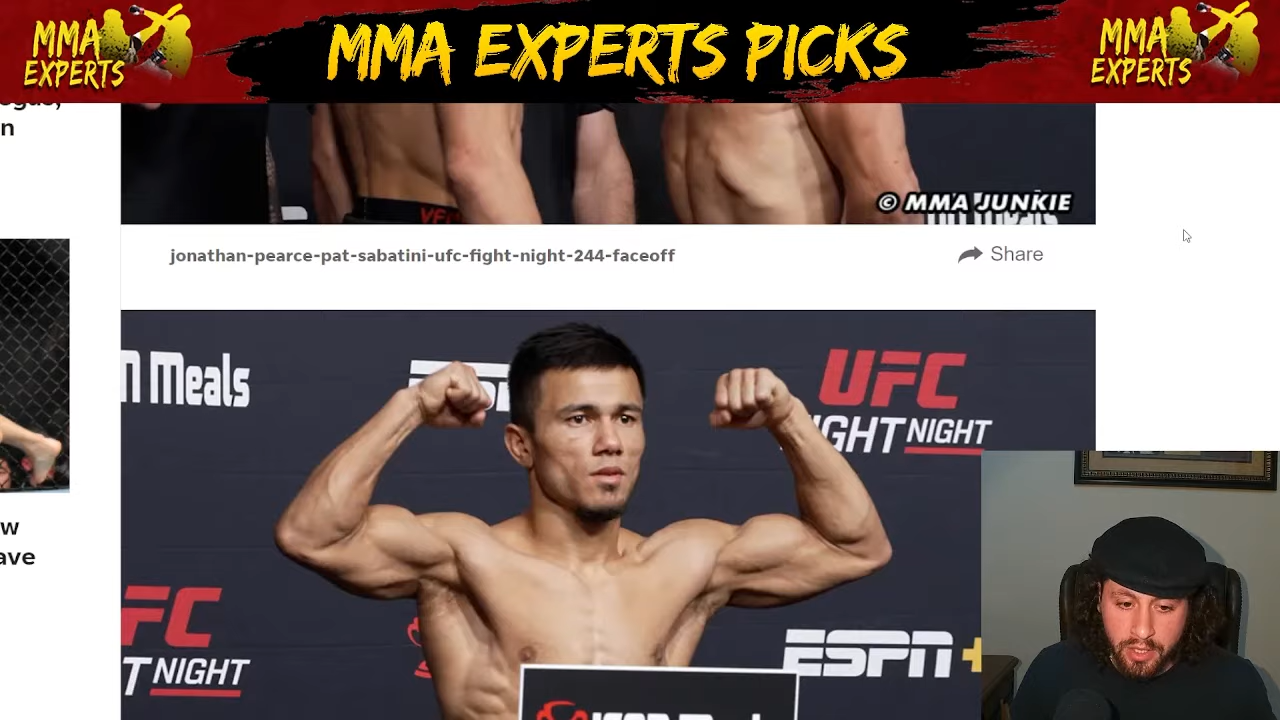 MMA
EXPERTS
MMA EXPERTS PICKS
MMA
EXPERTS
n
© MMA JUNKIE
jonathan-pearce-pat-sabatini-ufc-fight-night-244-faceoff
Share
Meals
UFC
NIGHT
w
ave
NIGHT
ESPN+